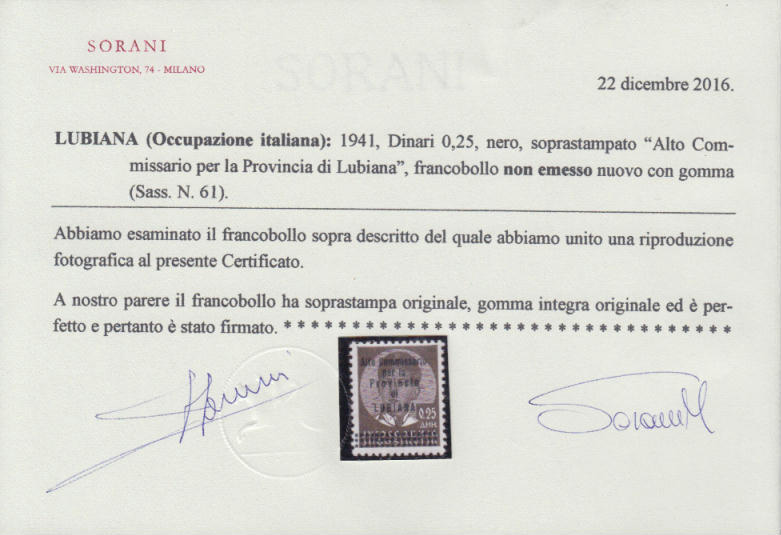 SORANI
VIA WASHINGTON, 74 - MILANO
SORANI
22 dicembre 2016.
LUBIANA (Occupazione italiana): 1941, Dinari 0,25, nero, soprastampato “Alto Com-
missario per la Provincia di Lubiana”, francobollo non emesso nuovo con gomma
(Sass. N. 61).
Abbiamo esaminato il francobollo sopra descritto del quale abbiamo unito una riproduzione
fotografica al presente Certificato.
A nostro parere il francobollo ha soprastampa originale, gomma integra originale ed è per-
fetto e pertanto è stato firmato. * * * * * * * * * * * * * * * * * * * * * * * * * * * * * * * * *
Alto Commissario
per la
Provincia
di
LUBIANA
0.25
ДИН.
Sorani